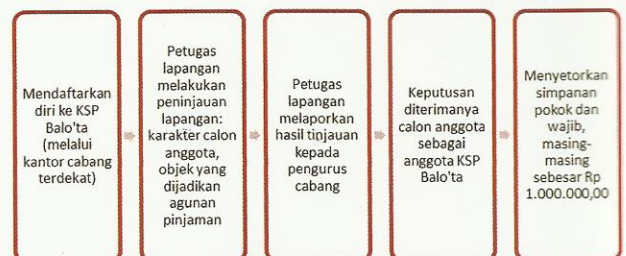 Mendaftarkan
diri ke KSP
Balo'ta
(melalui
kantor cabang
terdekat)
Petugas
lapangan
melakukan
peninjauan
lapangan:
karakter calon
anggota,
objek yang
dijadikan
agunan
pinjaman
Petugas
lapangan
melaporkan
hasil tinjauan
kepada
pengurus
cabang
Keputusan
diterimanya
calon anggota
sebagai
anggota KSP
Balo'ta
Menyetorkan
simpanan
pokok dan
wajib,
masing-
masing
sebesar Rp
1.000.000,00